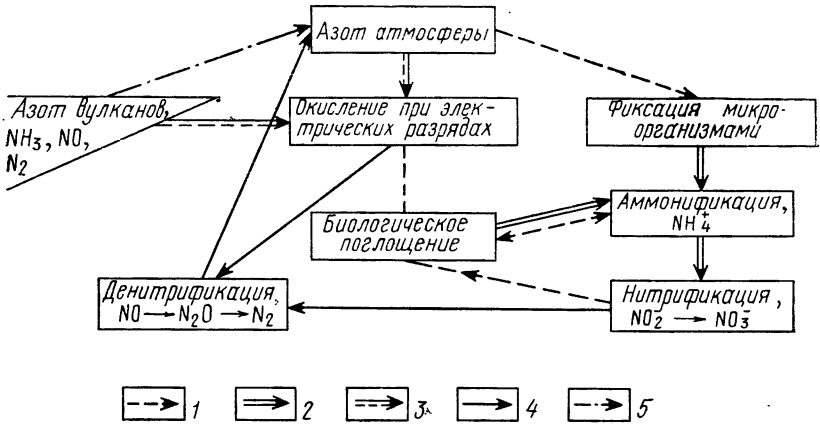 Азот атмосферы
Азот вулканов,
NH₃, NO,
N₂
Окисление при элек-
трических разрядах
Фиксация микро-
организмами
Биологическое
поглощение
Аммонификация,
NH₄⁺
Денитрификация,
NO → N₂O → N₂
Нитрификация,
NO₂⁻ → NO₃⁻
1 2 3 4 5